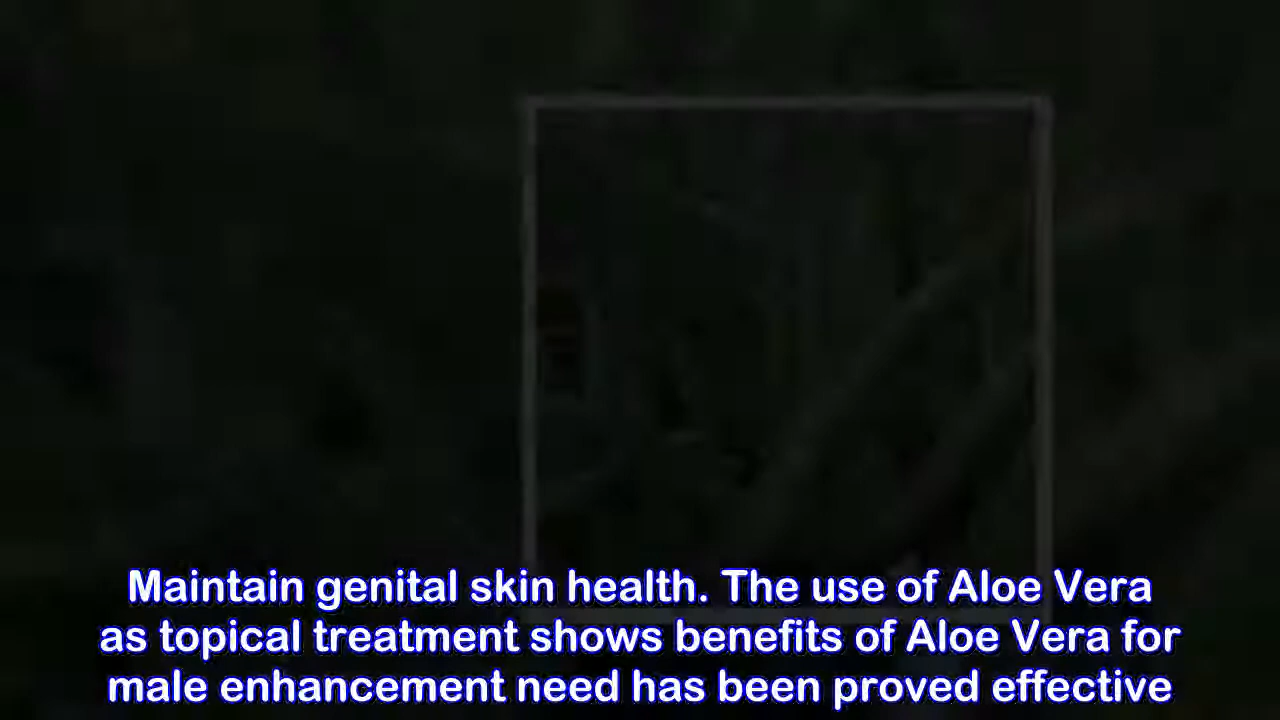 Maintain genital skin health. The use of Aloe Vera
as topical treatment shows benefits of Aloe Vera for
male enhancement need has been proved effective